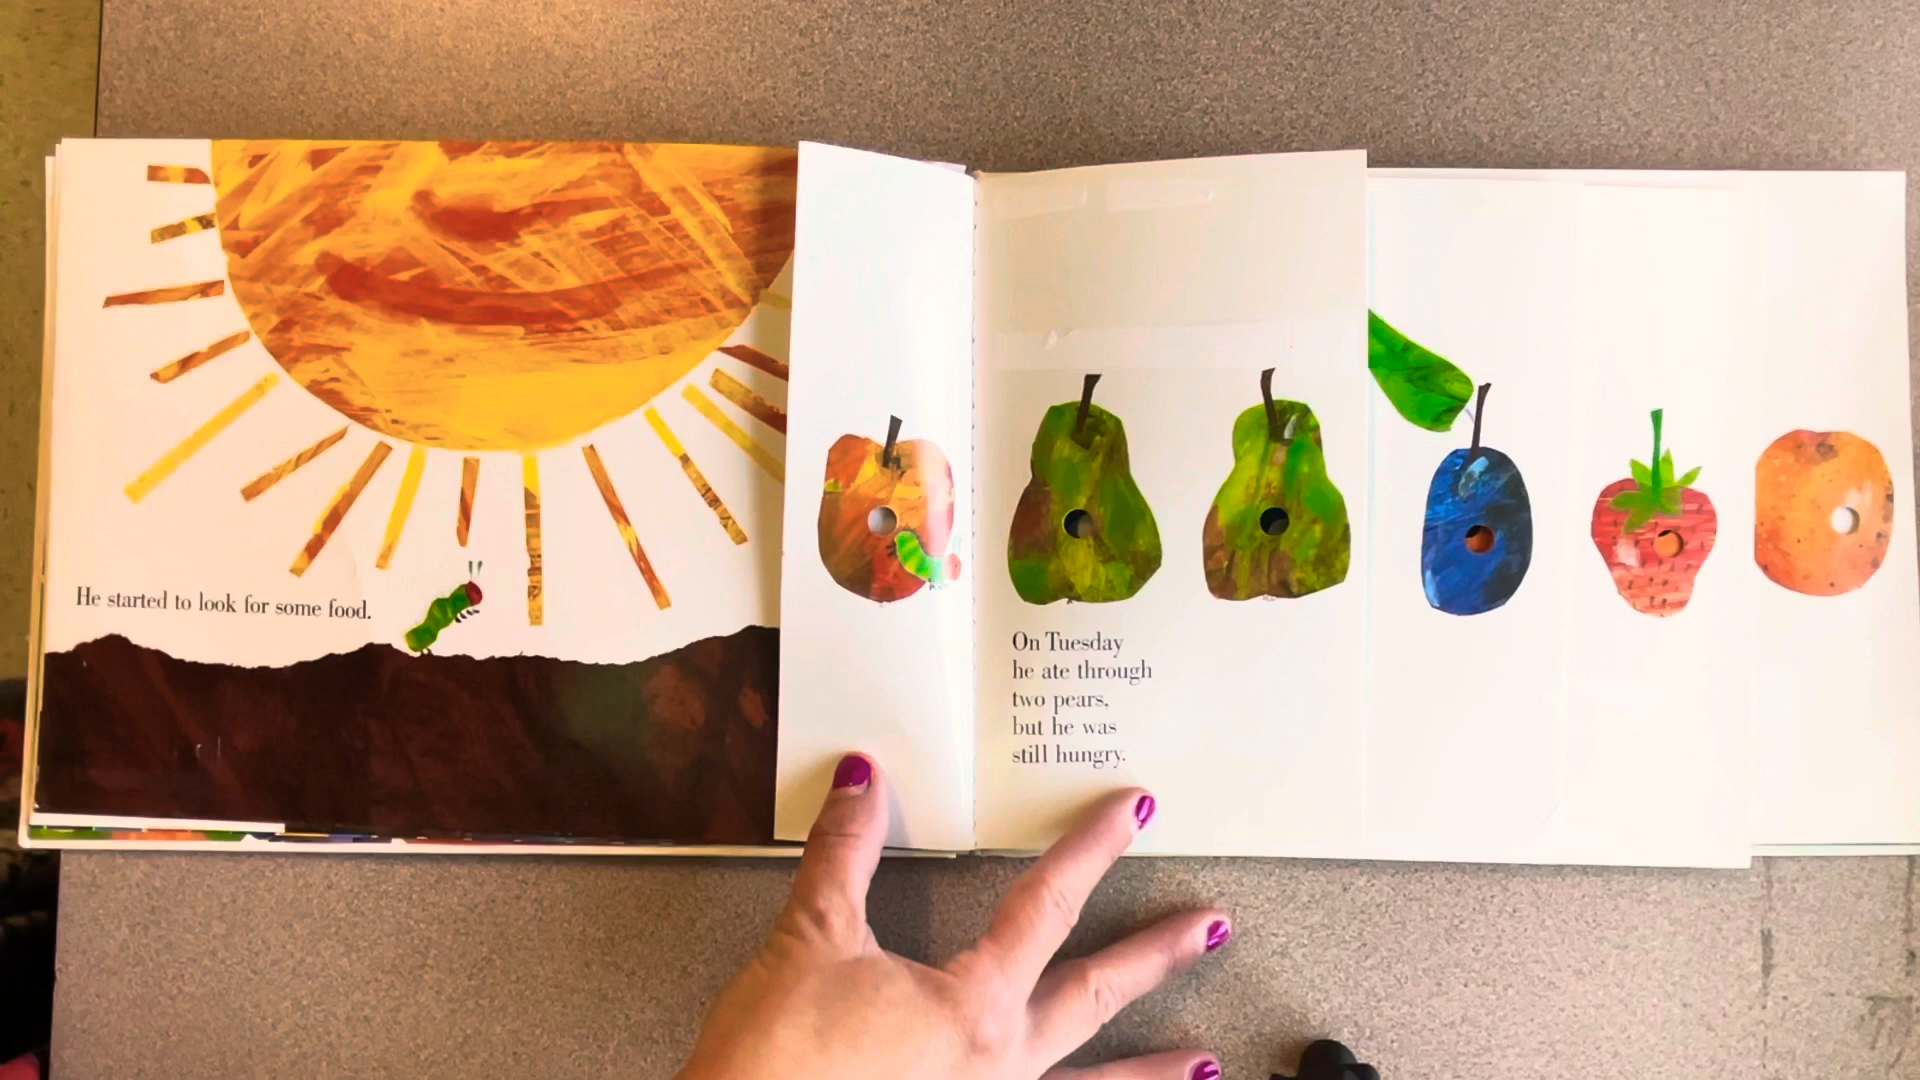 He started to look for some food.
On Tuesday
he ate through
two pears,
but he was
still hungry.